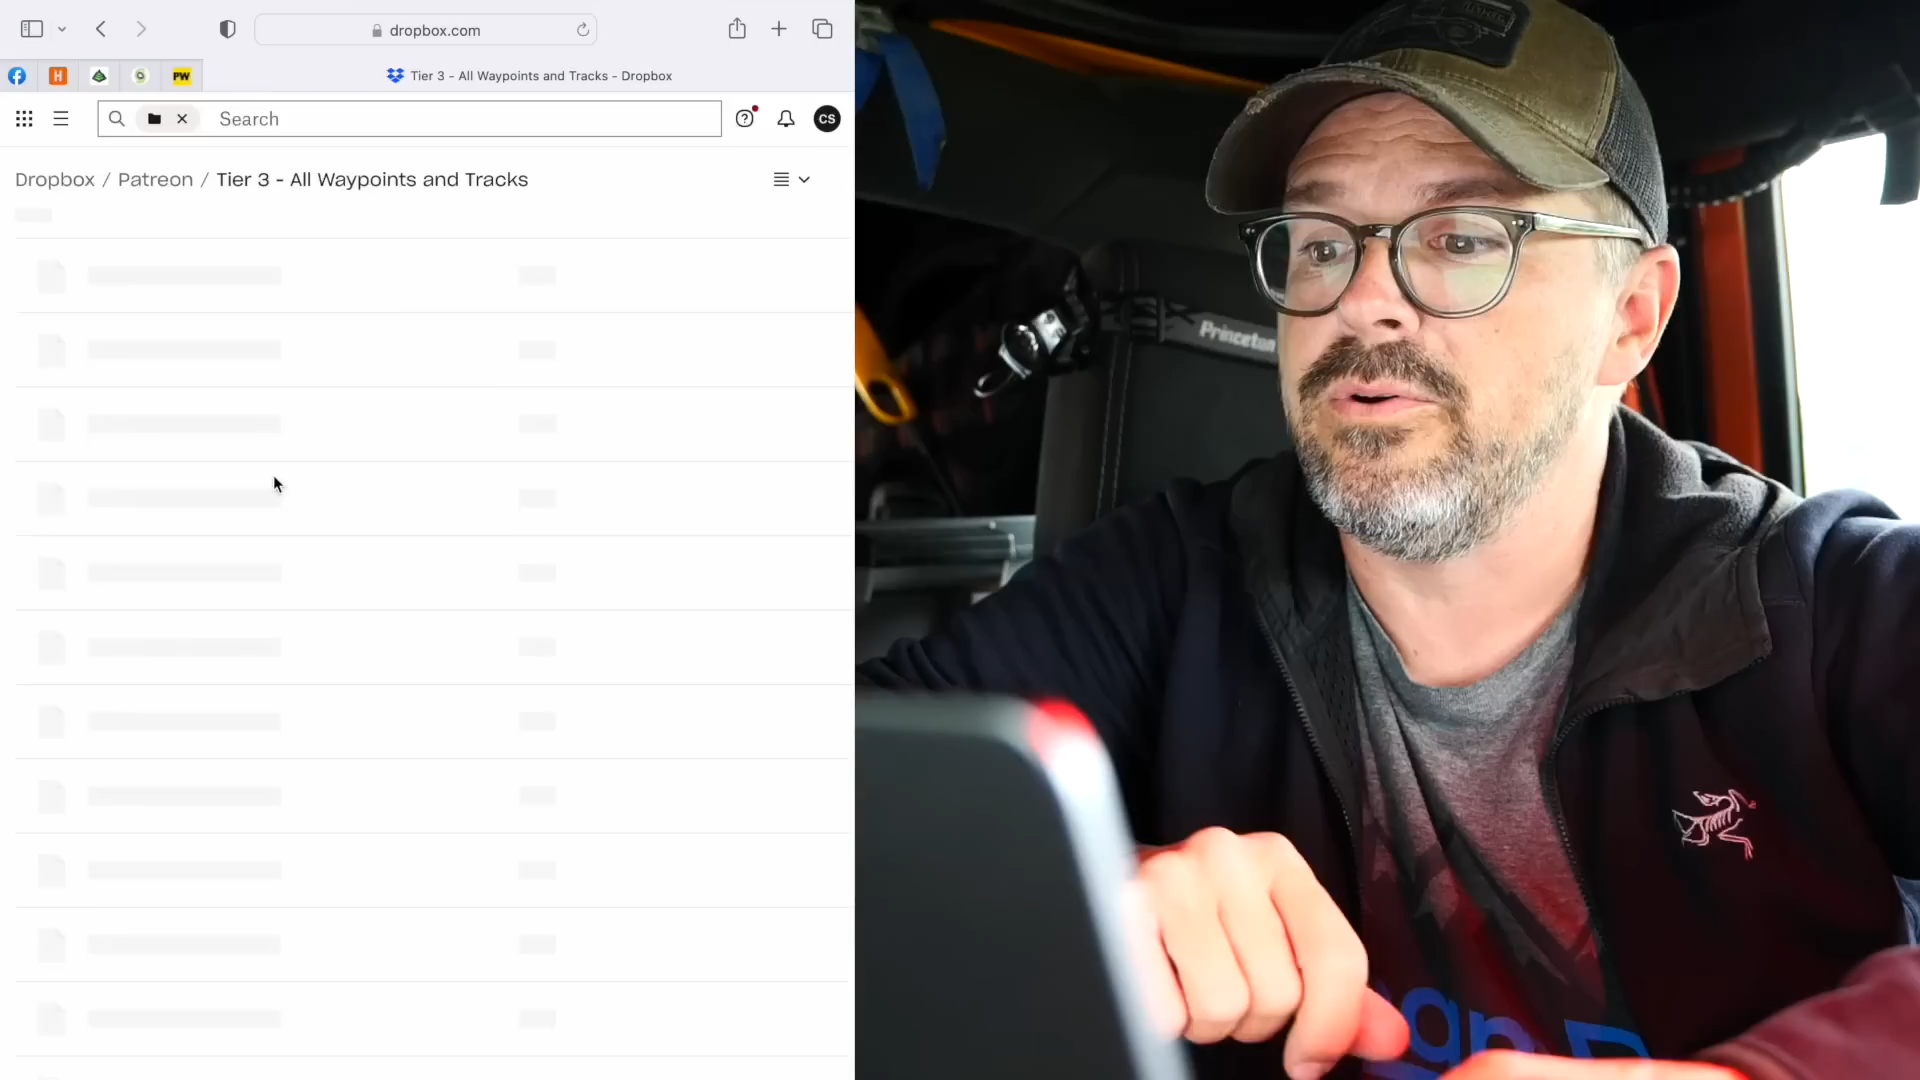 dropbox.com
PW
Tier 3 - All Waypoints and Tracks - Dropbox
Search
CS
Dropbox / Patreon / Tier 3 - All Waypoints and Tracks
Princeton